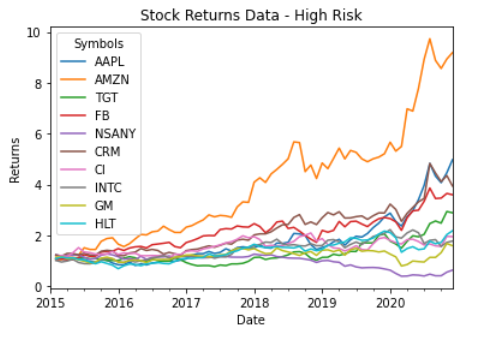 Stock Returns Data - High Risk
Symbols
AAPL
AMZN
TGT
FB
NSANY
CRM
CI
INTC
GM
HLT
Returns
10
8
6
4
2
0
2015
2016
2017
2018
2019
2020
Date